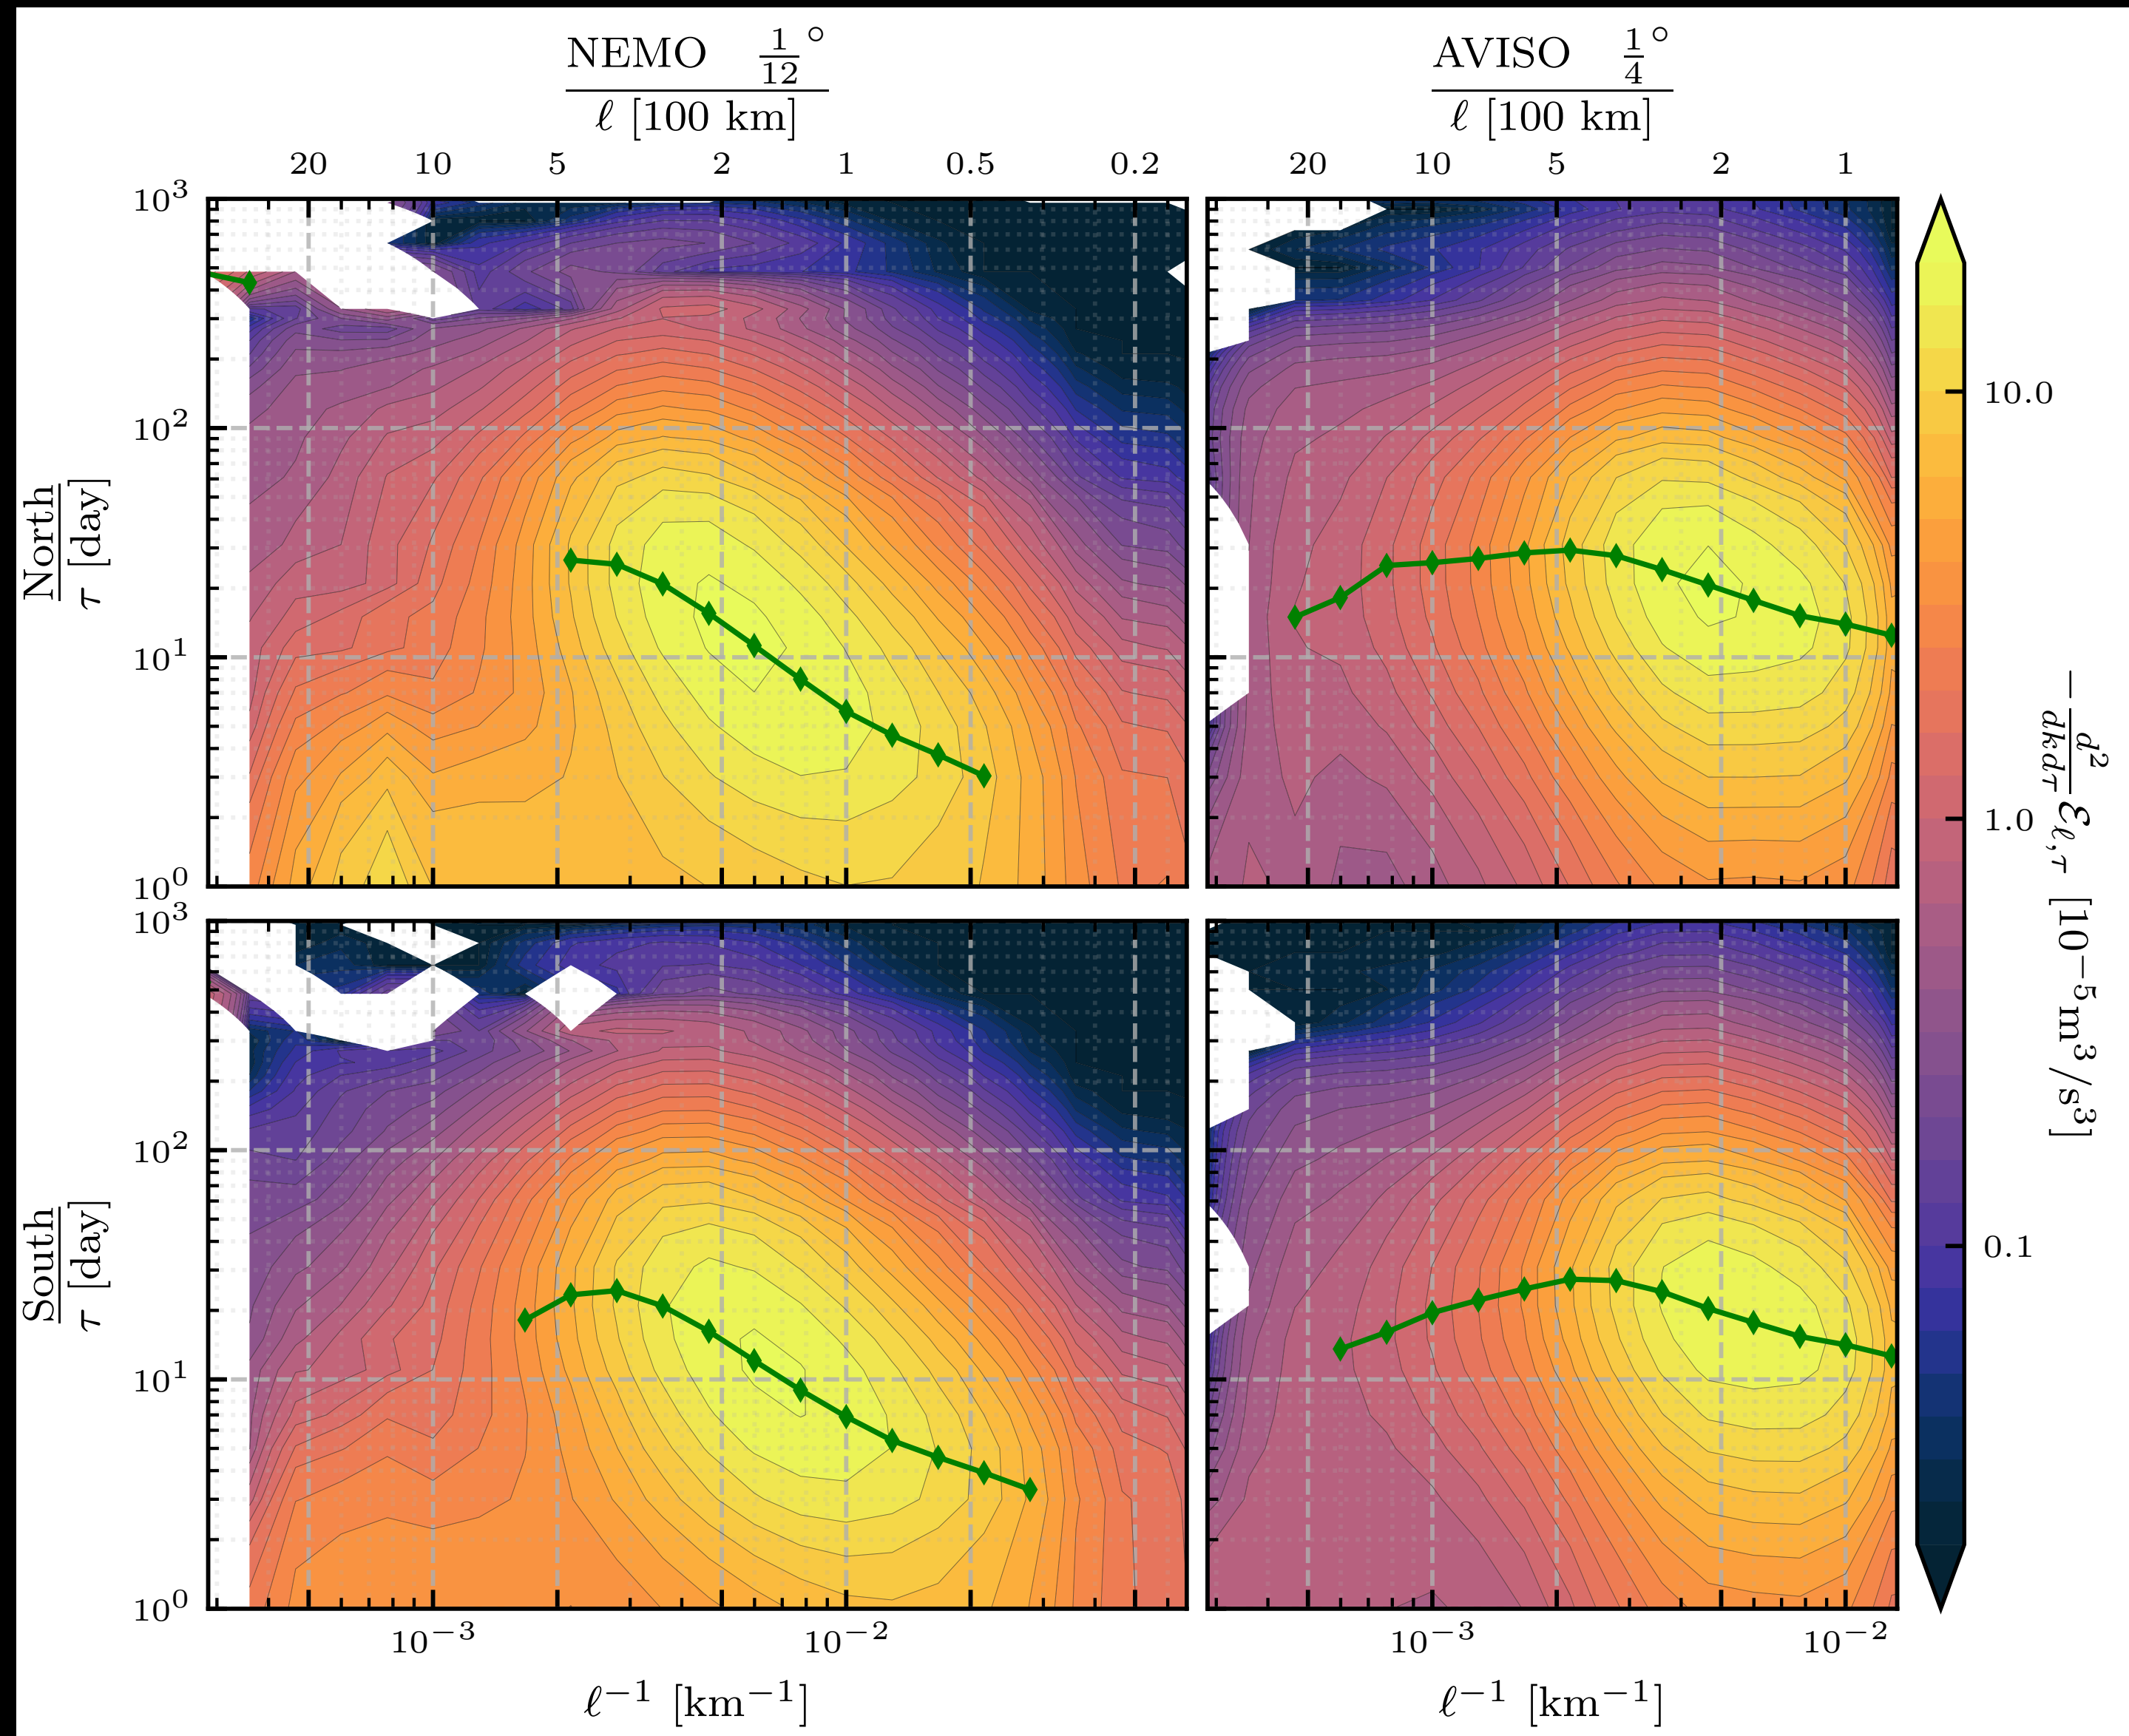 NEMO 1/12° AVISO 1/4°
ℓ [100 km] ℓ [100 km]
20 10 5 2 1 0.5 0.2 20 10 5 2 1
10³
10²
10¹
10⁰
North
τ [day]
10³
10²
10¹
10⁰
South
τ [day]
10⁻³ 10⁻² 10⁻³ 10⁻²
ℓ⁻¹ [km⁻¹] ℓ⁻¹ [km⁻¹]
10.0
1.0
0.1
−d²/dkdτ ℰℓ,τ [10⁻⁵m³/s³]